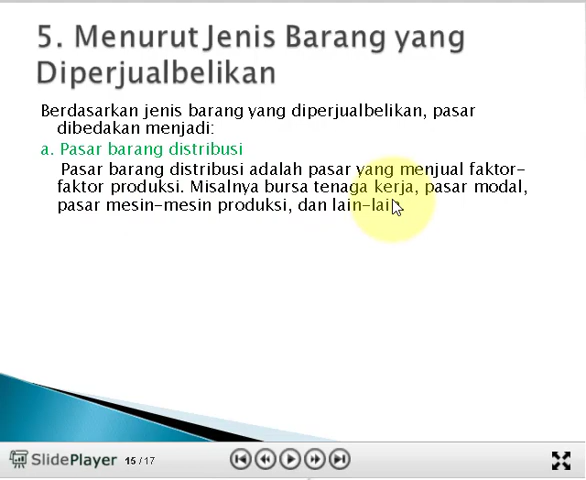 5. Menurut Jenis Barang yang
Diperjualbelikan
Berdasarkan jenis barang yang diperjualbelikan, pasar
dibedakan menjadi:
a. Pasar barang distribusi
Pasar barang distribusi adalah pasar yang menjual faktor-
faktor produksi. Misalnya bursa tenaga kerja, pasar modal,
pasar mesin-mesin produksi, dan lain-lain.
SlidePlayer 15 / 17